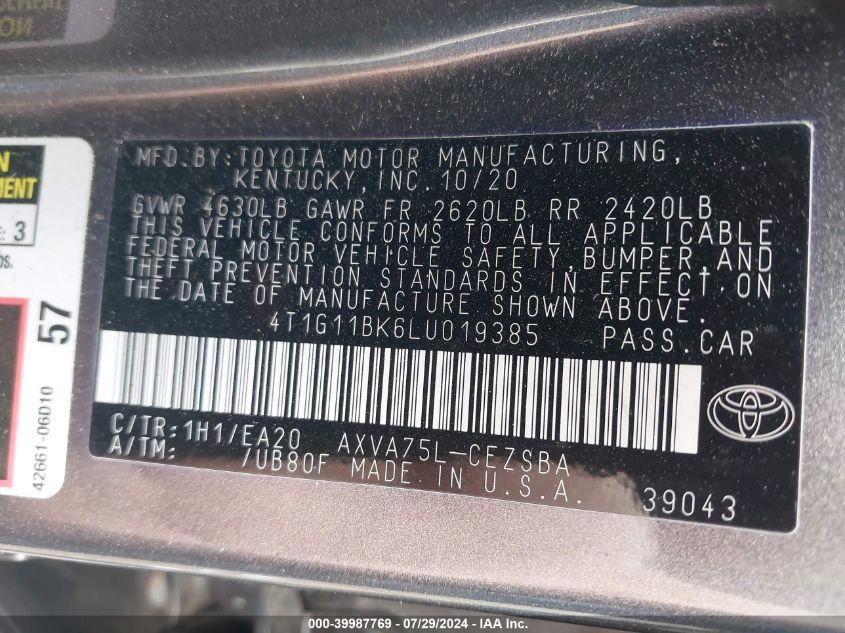 MFD.BY:TOYOTA MOTOR MANUFACTURING,
KENTUCKY, INC. 10/20
GVWR 4630LB GAWR FR 2620LB RR 2420LB
THIS VEHICLE CONFORMS TO ALL APPLICABLE
FEDERAL MOTOR VEHICLE SAFETY, BUMPER, AND
THEFT PREVENTION STANDARDS IN EFFECT ON
THE DATE OF MANUFACTURE SHOWN ABOVE.
4T1G11BK6LU019385 PASS.CAR
C/TR:1H1/EA20 AXVA75L-CEZSBA
A/TM: /UB80F MADE IN U.S.A.
39043
3
57
42661-06D10
000-39987769 - 07/29/2024 - IAA Inc.